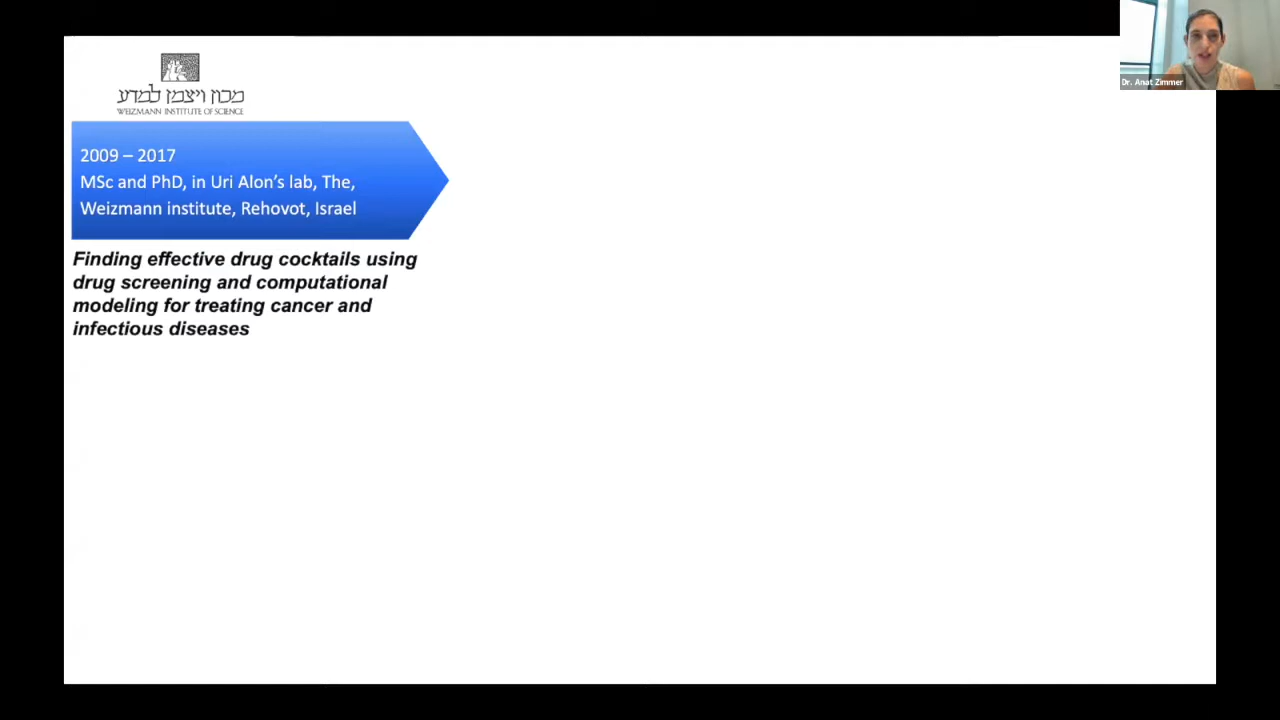 מכון ויצמן למדע
WEIZMANN INSTITUTE OF SCIENCE
2009 – 2017
MSc and PhD, in Uri Alon's lab, The,
Weizmann institute, Rehovot, Israel
Finding effective drug cocktails using
drug screening and computational
modeling for treating cancer and
infectious diseases
Dr. Anat Zimmer